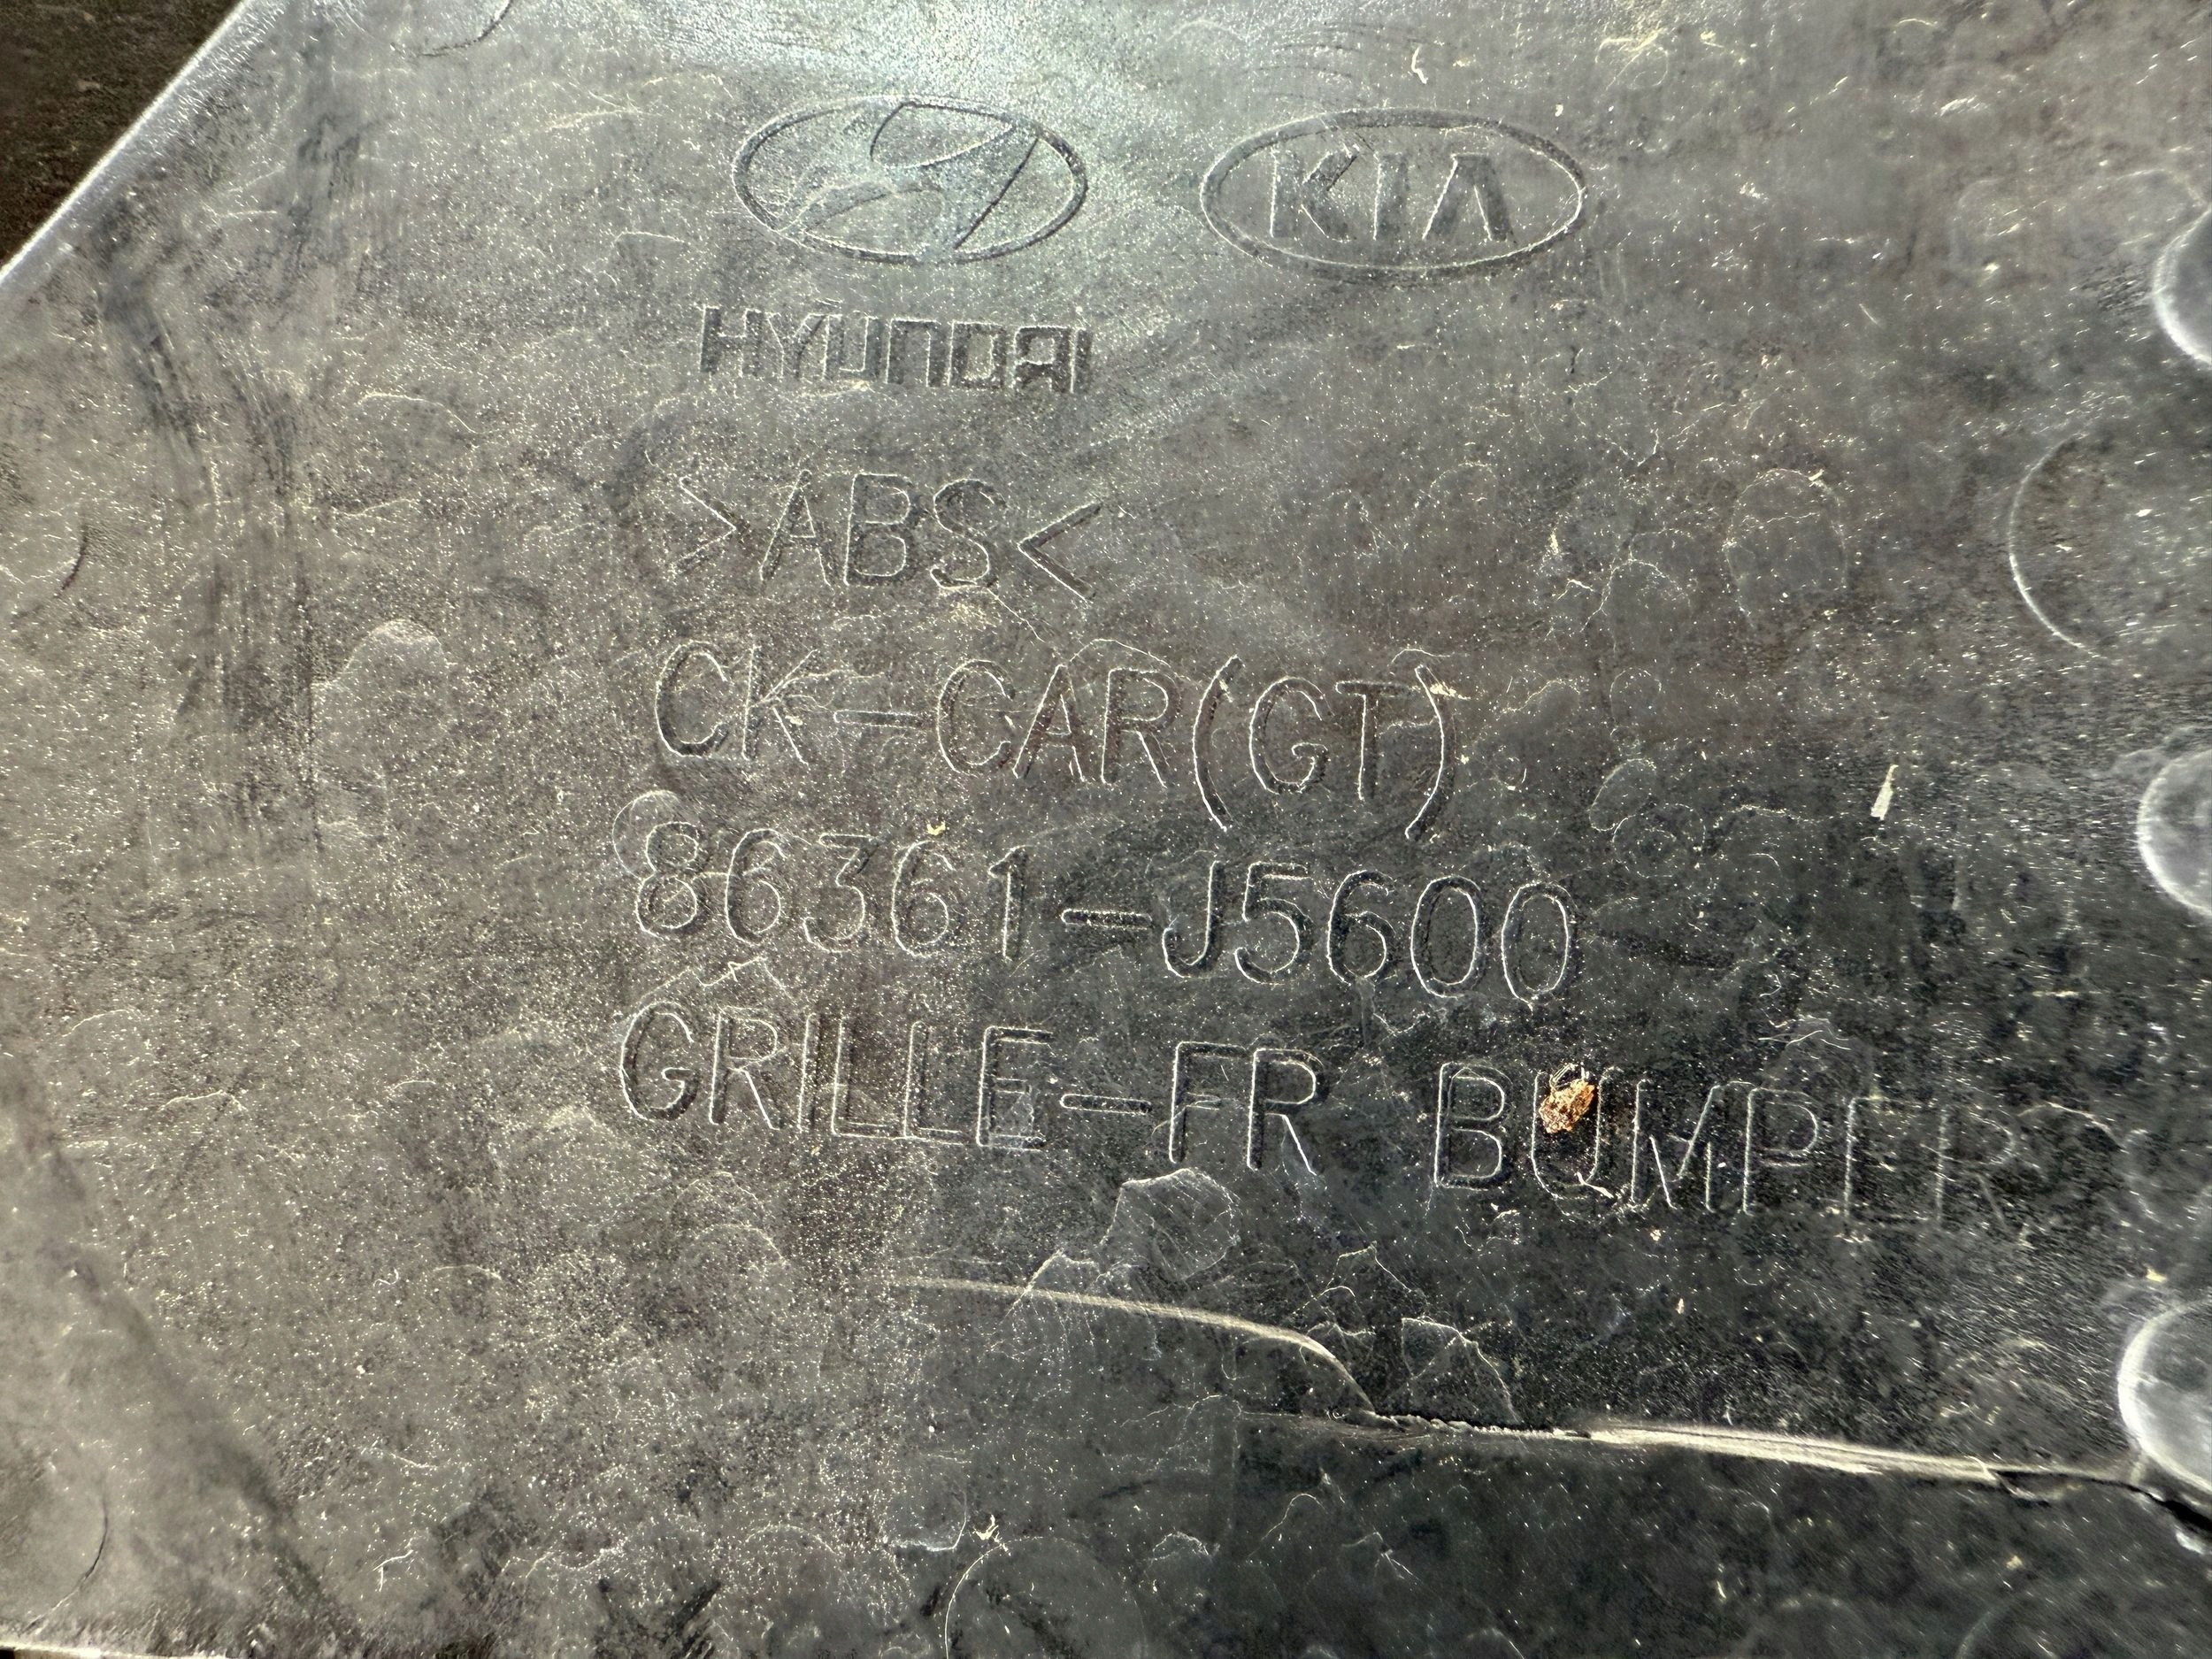 KIA
HYUNDAI
>ABS<
CK-CAR(GT)
86361-J5600
GRILLE-FR BUMPER